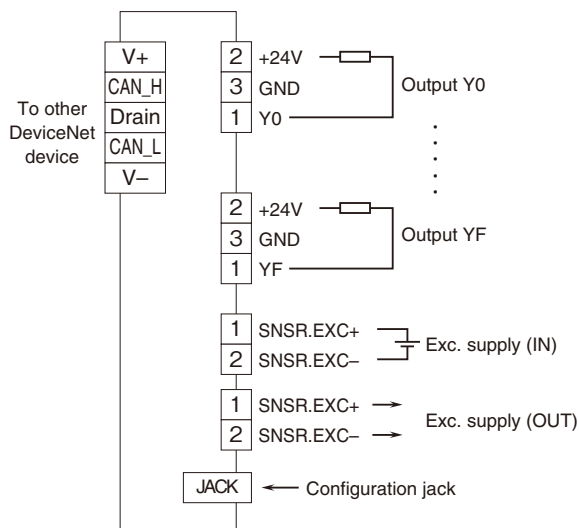 V+
CAN_H
Drain
CAN_L
V–
To other
DeviceNet
device
2 +24V
3 GND
1 Y0
Output Y0
2 +24V
3 GND
1 YF
Output YF
1 SNSR.EXC+
2 SNSR.EXC–
Exc. supply (IN)
1 SNSR.EXC+
2 SNSR.EXC–
Exc. supply (OUT)
JACK
Configuration jack